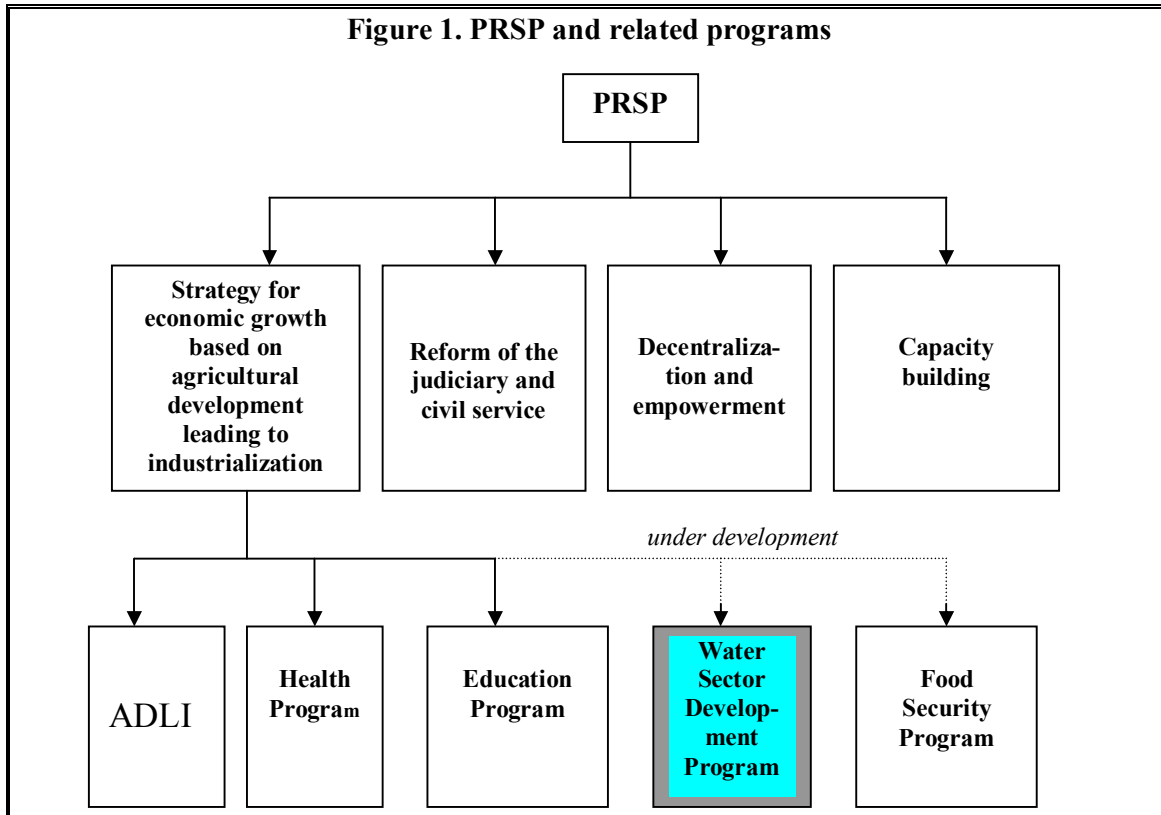 Figure 1. PRSP and related programs
PRSP
Strategy for
economic growth
based on
agricultural
development
leading to
industrialization
Reform of the
judiciary and
civil service
Decentraliza-
tion and
empowerment
Capacity
building
under development
ADLI
Health
Program
Education
Program
Water
Sector
Develop-
ment
Program
Food
Security
Program